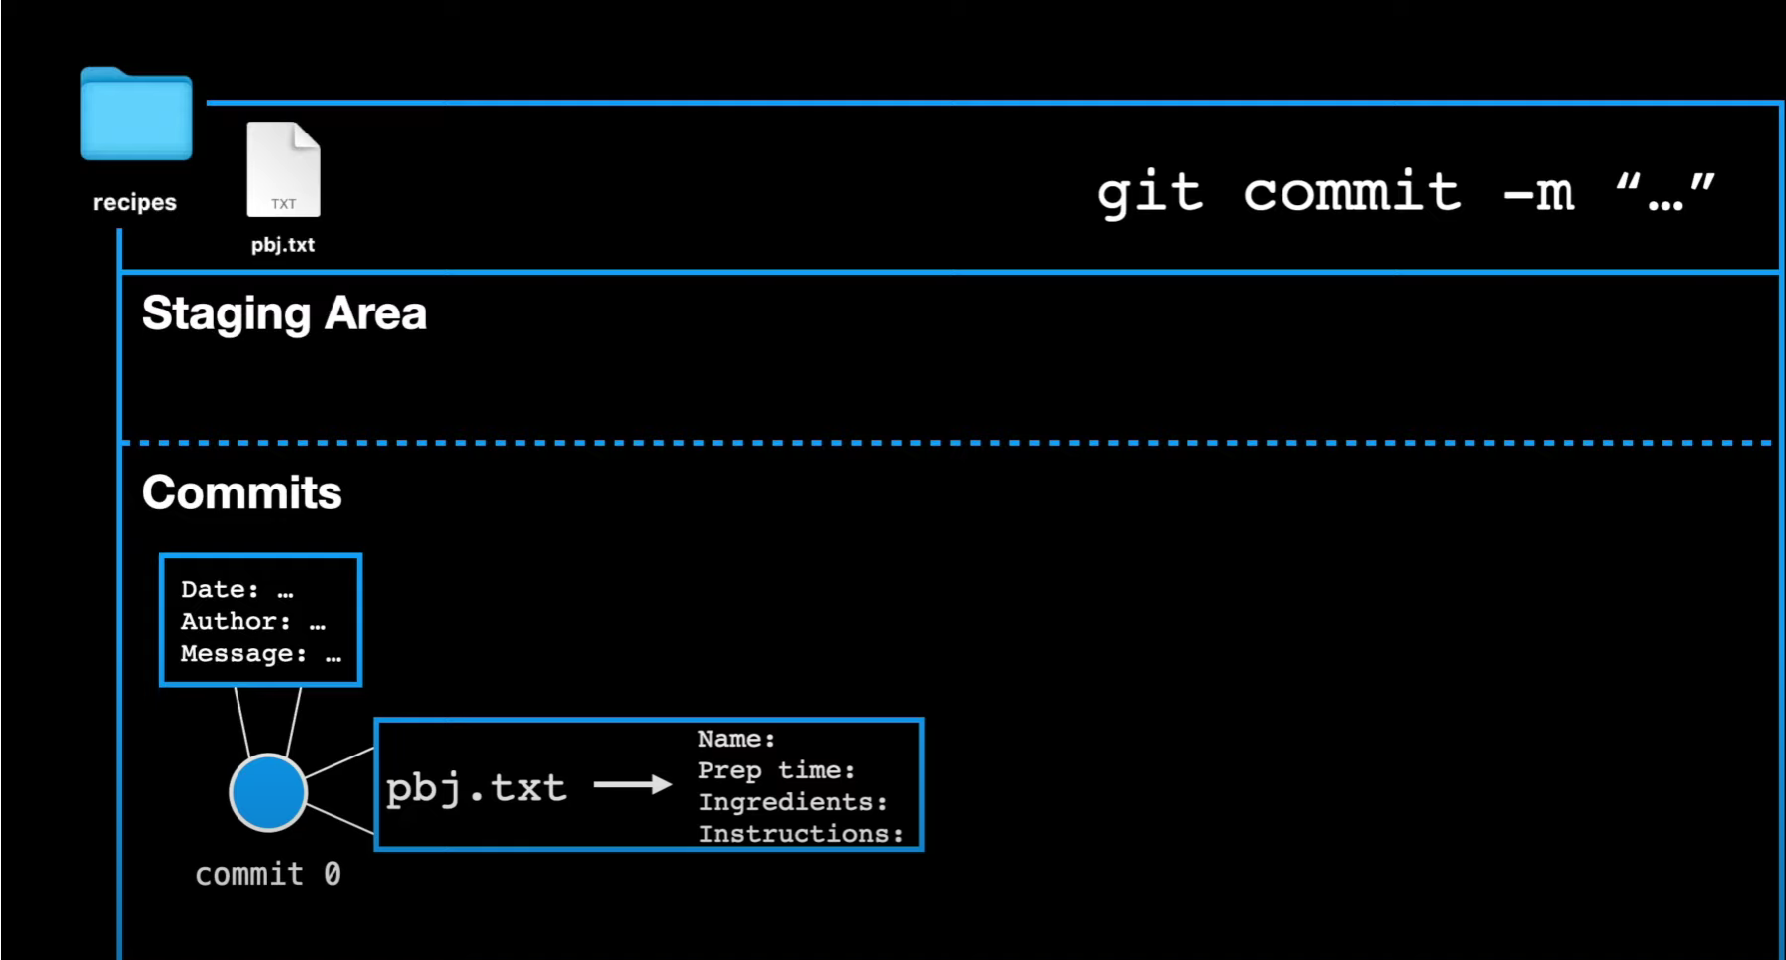 recipes
TXT
pbj.txt
git commit -m “…”
Staging Area
Commits
Date: …
Author: …
Message: …
pbj.txt
Name:
Prep time:
Ingredients:
Instructions:
commit 0